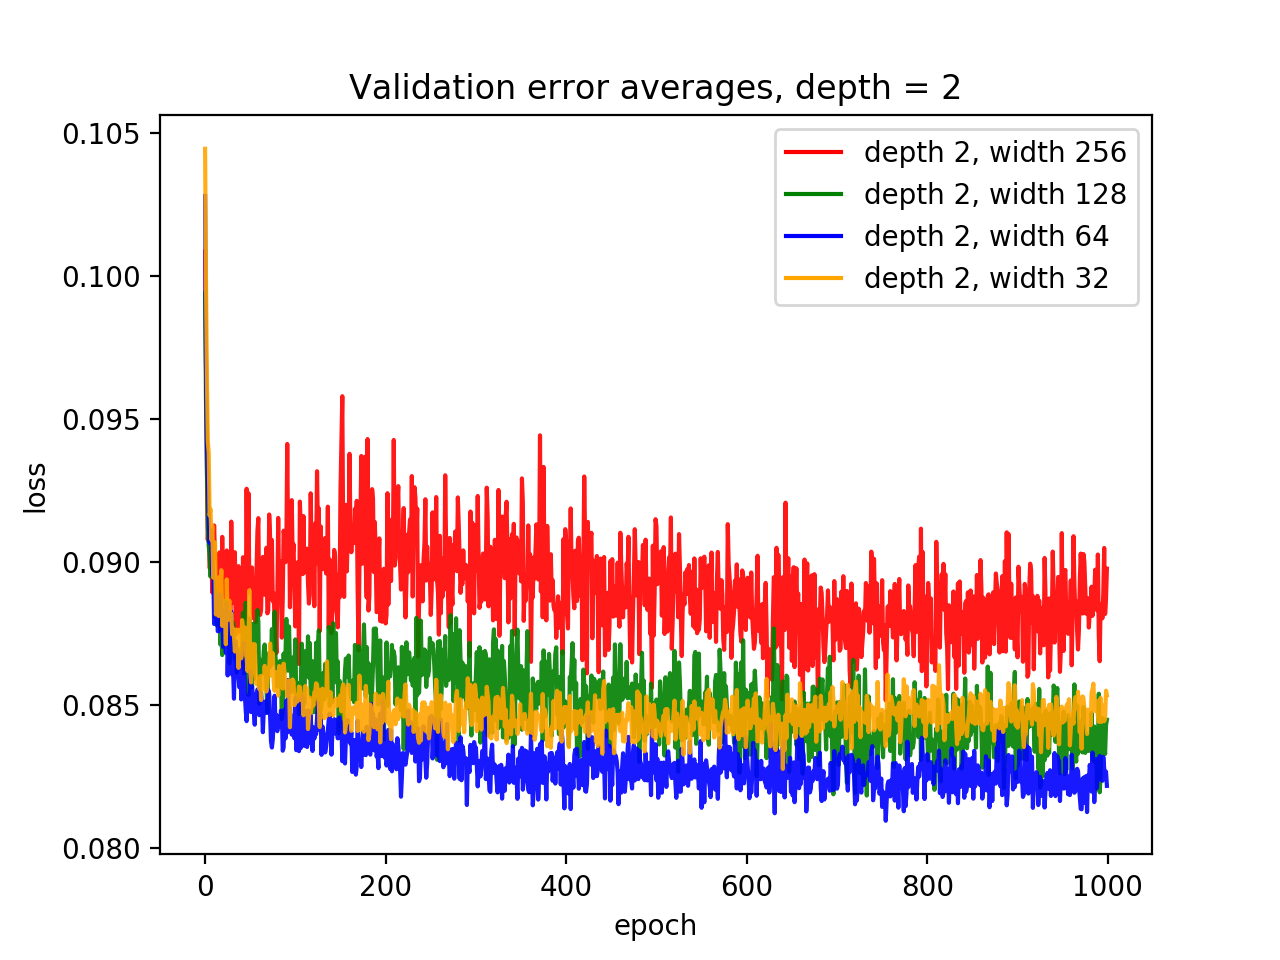 Validation error averages, depth = 2
depth 2, width 256
depth 2, width 128
depth 2, width 64
depth 2, width 32
0.105
0.100
0.095
0.090
0.085
0.080
loss
0
200
400
600
800
1000
epoch